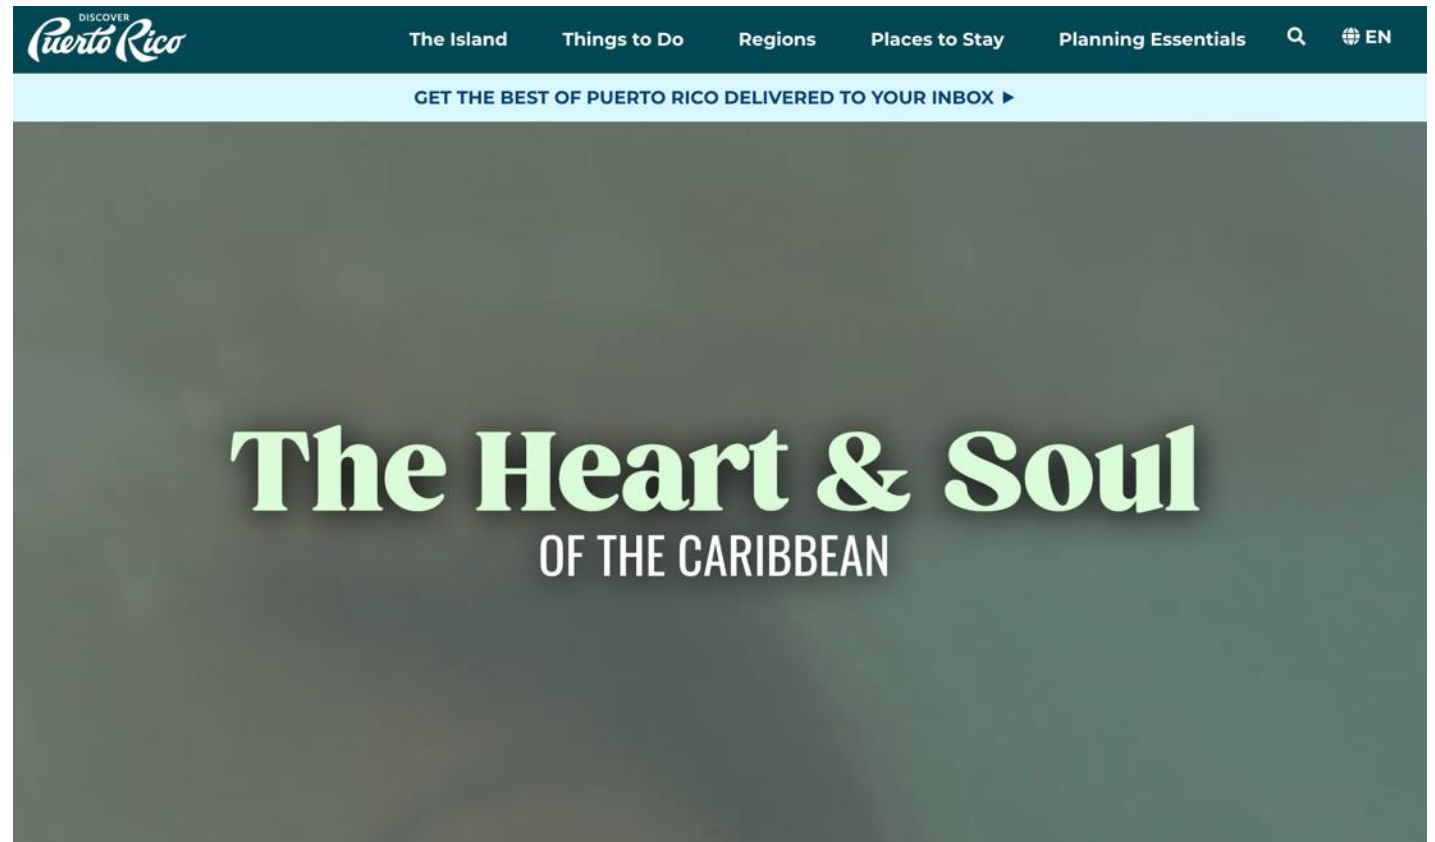 DISCOVER
Puerto Rico
The Island Things to Do Regions Places to Stay Planning Essentials EN
GET THE BEST OF PUERTO RICO DELIVERED TO YOUR INBOX ▶
The Heart & Soul
OF THE CARIBBEAN